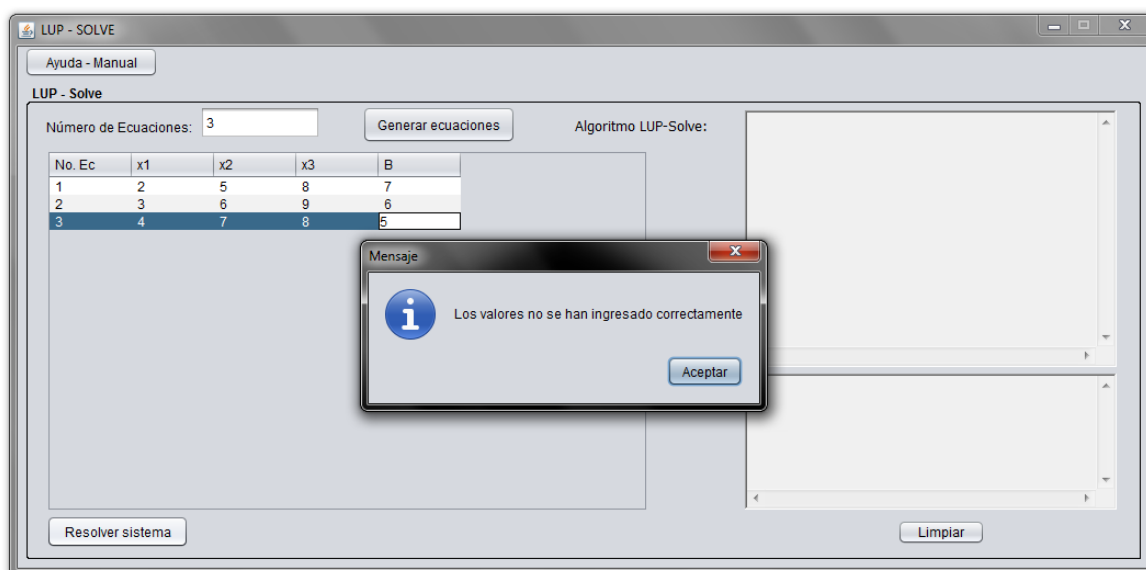 LUP - SOLVE
Ayuda - Manual
LUP - Solve
Número de Ecuaciones: 3 Generar ecuaciones Algoritmo LUP-Solve:
No. Ec x1 x2 x3 B
1 2 5 8 7
2 3 6 9 6
3 4 7 8 5
Mensaje
Los valores no se han ingresado correctamente
Aceptar
Resolver sistema Limpiar